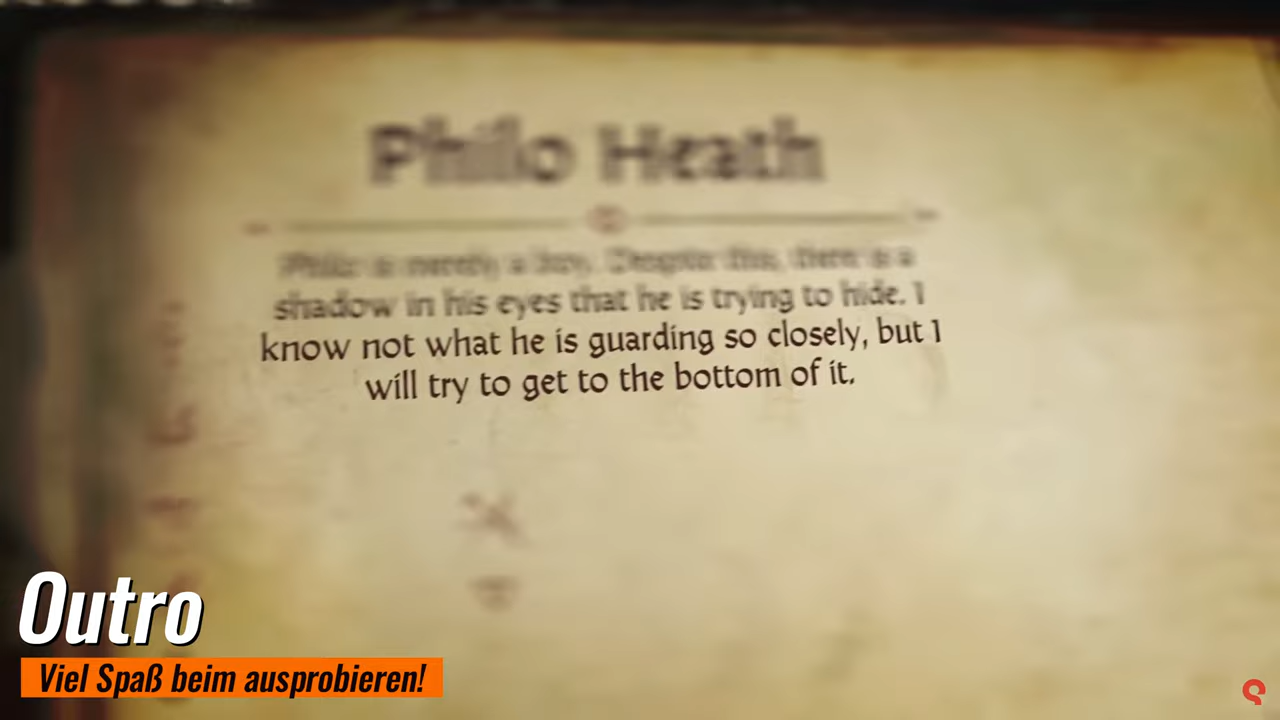 Philo Heath
Philo is merely a boy. Despite this, there is a
shadow in his eyes that he is trying to hide. I
know not what he is guarding so closely, but I
will try to get to the bottom of it.
Outro
Viel Spaß beim ausprobieren!